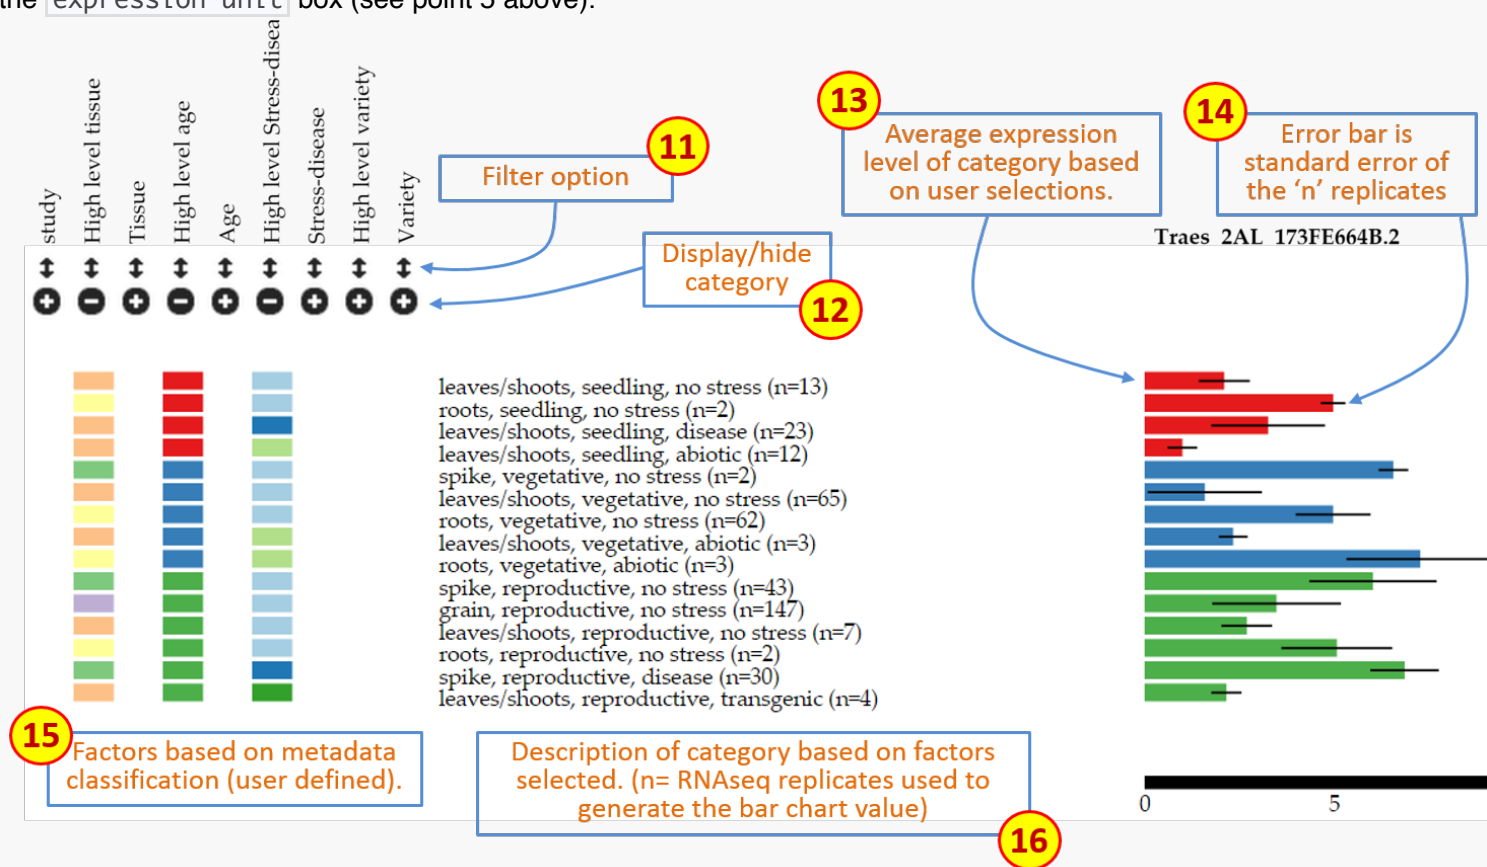 the expression unit box (see point 5 above).
study
High level tissue
Tissue
High level age
Age
High level Stress-disea
Stress-disease
High level variety
Variety
11
Filter option
12
Display/hide
category
13
Average expression
level of category based
on user selections.
14
Error bar is
standard error of
the ‘n’ replicates
Traes 2AL 173FE664B.2
leaves/shoots, seedling, no stress (n=13)
roots, seedling, no stress (n=2)
leaves/shoots, seedling, disease (n=23)
leaves/shoots, seedling, abiotic (n=12)
spike, vegetative, no stress (n=2)
leaves/shoots, vegetative, no stress (n=65)
roots, vegetative, no stress (n=62)
leaves/shoots, vegetative, abiotic (n=3)
roots, vegetative, abiotic (n=3)
spike, reproductive, no stress (n=43)
grain, reproductive, no stress (n=147)
leaves/shoots, reproductive, no stress (n=7)
roots, reproductive, no stress (n=2)
spike, reproductive, disease (n=30)
leaves/shoots, reproductive, transgenic (n=4)
15
Factors based on metadata
classification (user defined).
Description of category based on factors
selected. (n= RNAseq replicates used to
generate the bar chart value)
16
0 5